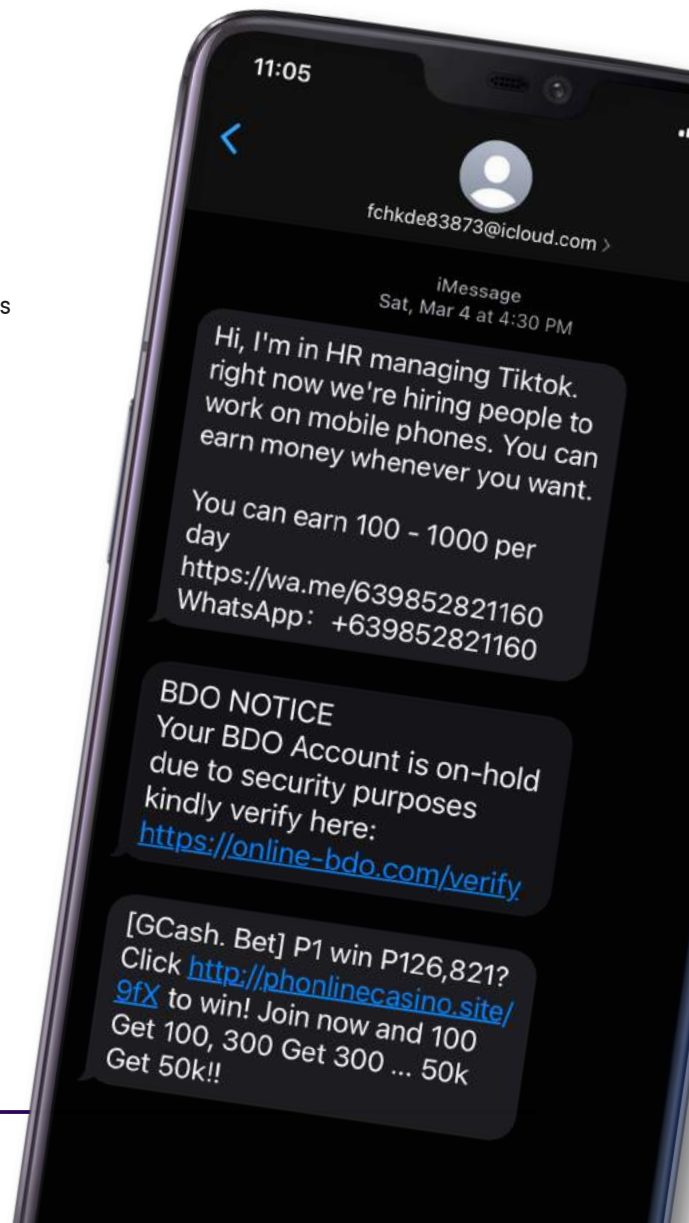 11:05
fchkde83873@icloud.com >
s
iMessage
Sat, Mar 4 at 4:30 PM
Hi, I'm in HR managing Tiktok.
right now we're hiring people to
work on mobile phones. You can
earn money whenever you want.
You can earn 100 - 1000 per
day
https://wa.me/639852821160
WhatsApp： +639852821160
BDO NOTICE
Your BDO Account is on-hold
due to security purposes
kindly verify here:
https://online-bdo.com/verify
[GCash. Bet] P1 win P126,821?
Click http://phonlinecasino.site/
9fX to win! Join now and 100
Get 100, 300 Get 300 ... 50k
Get 50k!!